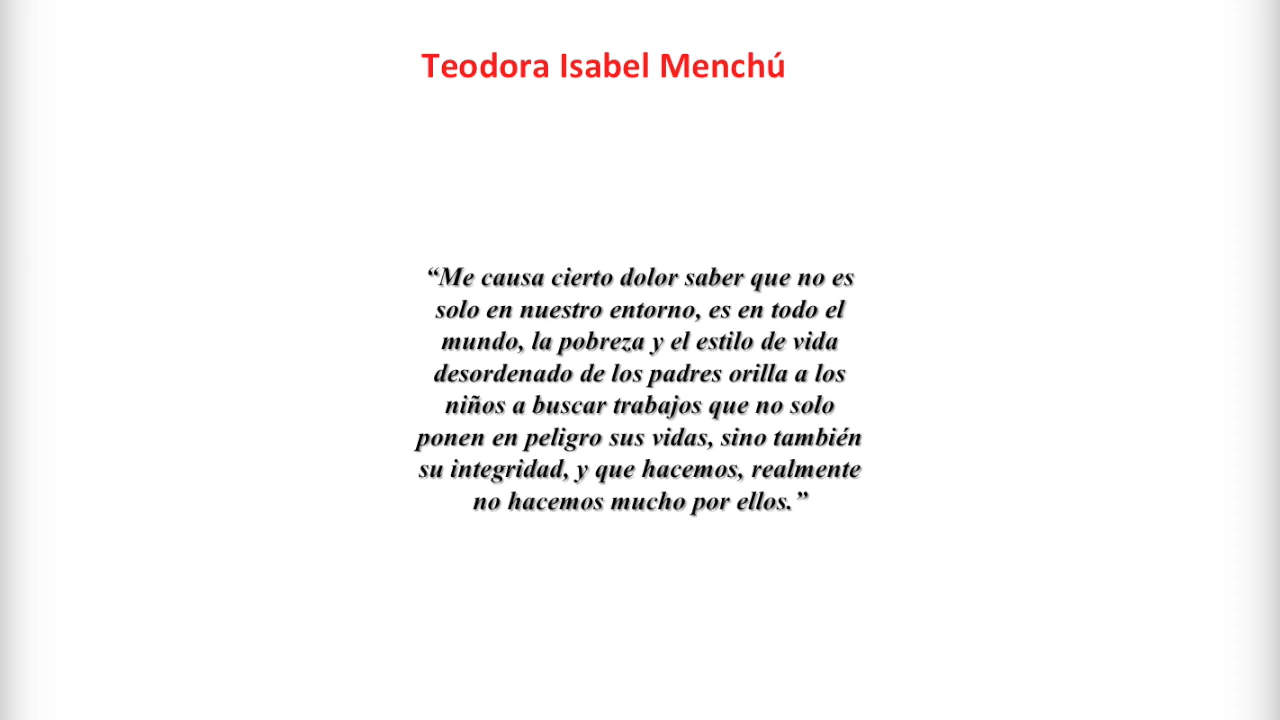 Teodora Isabel Menchú
“Me causa cierto dolor saber que no es
solo en nuestro entorno, es en todo el
mundo, la pobreza y el estilo de vida
desordenado de los padres orilla a los
niños a buscar trabajos que no solo
ponen en peligro sus vidas, sino también
su integridad, y que hacemos, realmente
no hacemos mucho por ellos.”